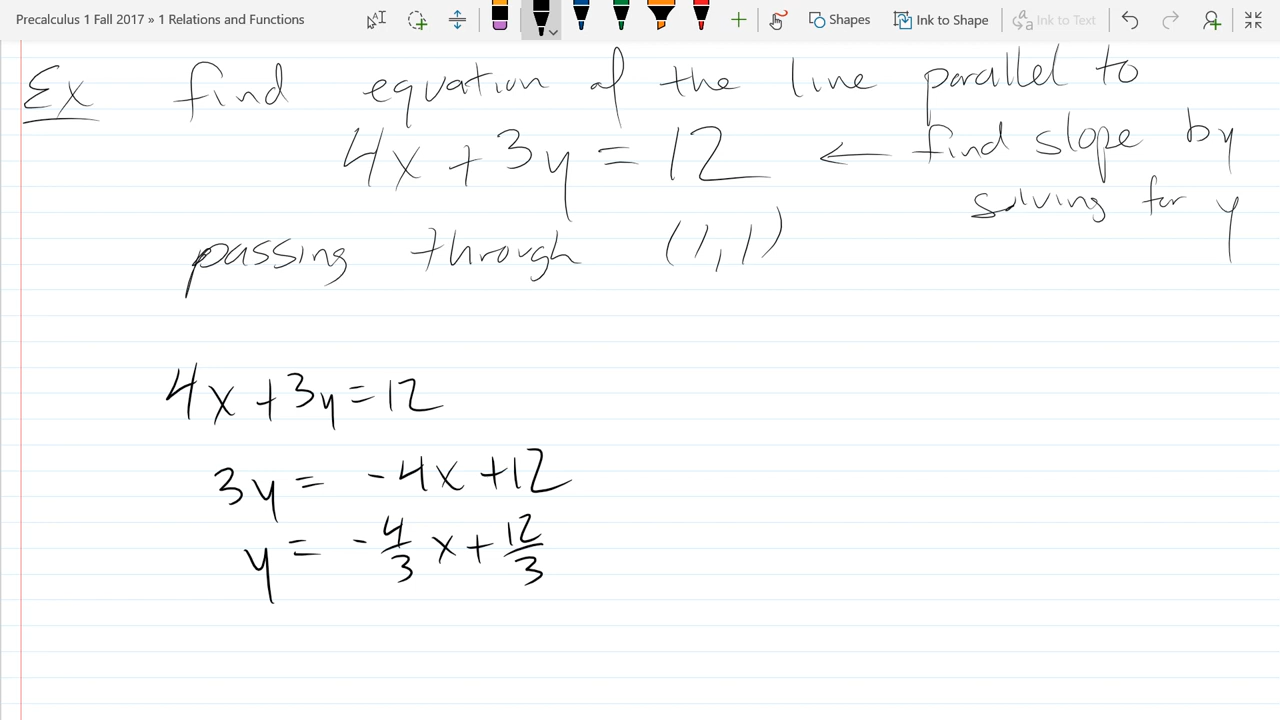 Precalculus 1 Fall 2017 » 1 Relations and Functions Shapes Ink to Shape Ink to Text
Ex find equation of the line parallel to
4x + 3y = 12 ← find slope by
solving for y
passing through (1,1)
4x + 3y = 12
3y = -4x + 12
y = -4/3 x + 12/3